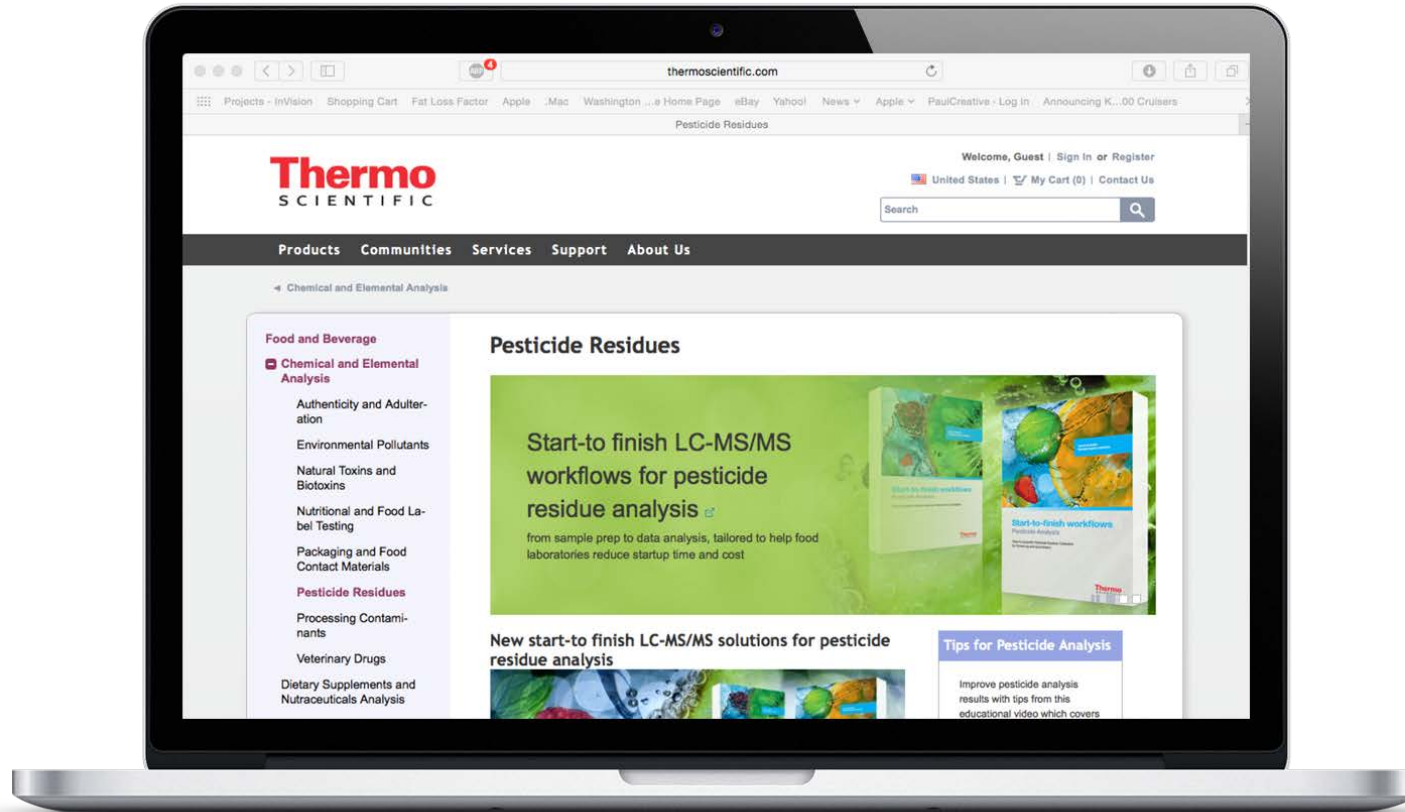 thermoscientific.com
4
Projects - InVision Shopping Cart Fat Loss Factor Apple .Mac Washington ...e Home Page eBay Yahoo! News Apple PaulCreative - Log In Announcing K...00 Cruisers
Pesticide Residues
Thermo
SCIENTIFIC
Welcome, Guest | Sign In or Register
United States | My Cart (0) | Contact Us
Search
Products Communities Services Support About Us
Chemical and Elemental Analysis
Food and Beverage
Chemical and Elemental
Analysis
Authenticity and Adulter-
ation
Environmental Pollutants
Natural Toxins and
Biotoxins
Nutritional and Food La-
bel Testing
Packaging and Food
Contact Materials
Pesticide Residues
Processing Contami-
nants
Veterinary Drugs
Dietary Supplements and
Nutraceuticals Analysis
Pesticide Residues
Start-to finish LC-MS/MS
workflows for pesticide
residue analysis
from sample prep to data analysis, tailored to help food
laboratories reduce startup time and cost
Start-to-finish workflows
Start-to-finish workflows
Pesticide Analysis
Thermo
Thermo
New start-to finish LC-MS/MS solutions for pesticide
residue analysis
Tips for Pesticide Analysis
Improve pesticide analysis
results with tips from this
educational video which covers